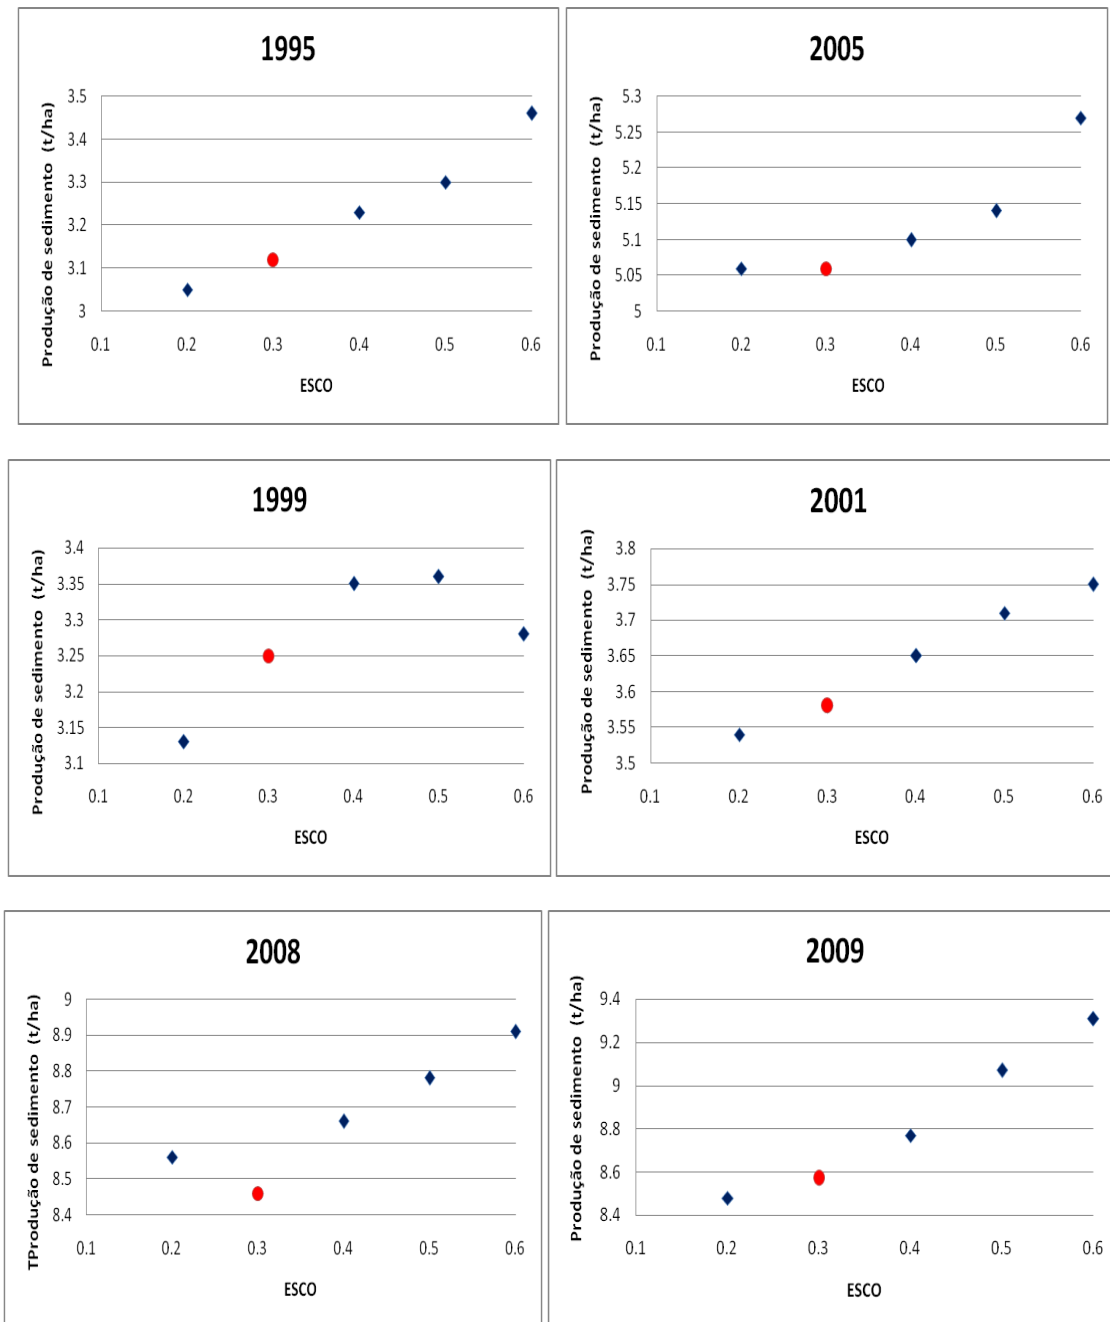 1995
Produção de sedimento (t/ha)
3.5
3.4
3.3
3.2
3.1
3
0.1 0.2 0.3 0.4 0.5 0.6
ESCO
2005
Produção de sedimento (t/ha)
5.3
5.25
5.2
5.15
5.1
5.05
5
0.1 0.2 0.3 0.4 0.5 0.6
ESCO
1999
Produção de sedimento (t/ha)
3.4
3.35
3.3
3.25
3.2
3.15
3.1
0.1 0.2 0.3 0.4 0.5 0.6
ESCO
2001
Produção de sedimento (t/ha)
3.8
3.75
3.7
3.65
3.6
3.55
3.5
0.1 0.2 0.3 0.4 0.5 0.6
ESCO
2008
TProdução de sedimento (t/ha)
9
8.9
8.8
8.7
8.6
8.5
8.4
0.1 0.2 0.3 0.4 0.5 0.6
ESCO
2009
Produção de sedimento (t/ha)
9.4
9.2
9
8.8
8.6
8.4
0.1 0.2 0.3 0.4 0.5 0.6
ESCO